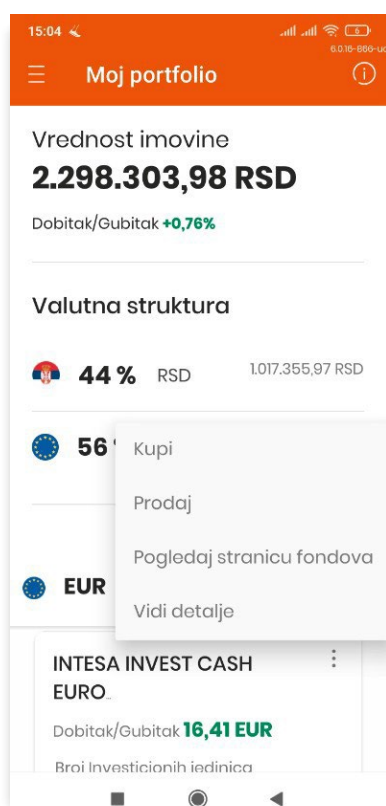 15:04
6.0.16-866-uc
Moj portfolio
Vrednost imovine
2.298.303,98 RSD
Dobitak/Gubitak +0,76%
Valutna struktura
44 % RSD 1.017.355,97 RSD
56
Kupi
Prodaj
Pogledaj stranicu fondova
EUR
Vidi detalje
INTESA INVEST CASH
EURO..
Dobitak/Gubitak 16,41 EUR
Broj Investicionih jedinica